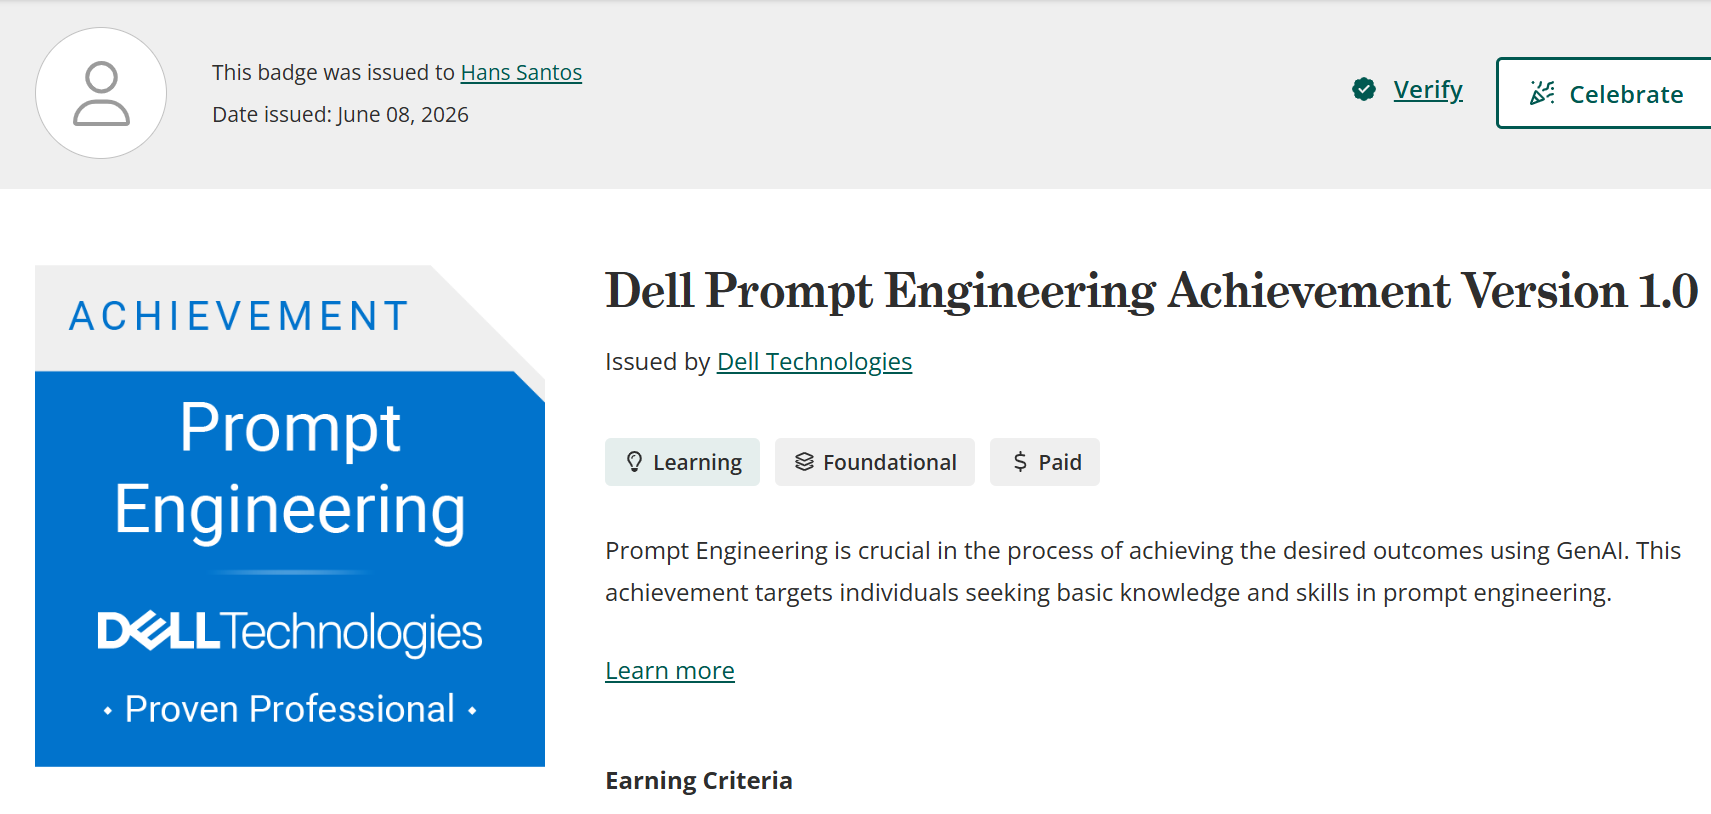 This badge was issued to Hans Santos
Date issued: June 08, 2026
Verify
Celebrate
ACHIEVEMENT
Prompt
Engineering
DELLTechnologies
• Proven Professional •
Dell Prompt Engineering Achievement Version 1.0
Issued by Dell Technologies
Learning
Foundational
$ Paid
Prompt Engineering is crucial in the process of achieving the desired outcomes using GenAI. This
achievement targets individuals seeking basic knowledge and skills in prompt engineering.
Learn more
Earning Criteria